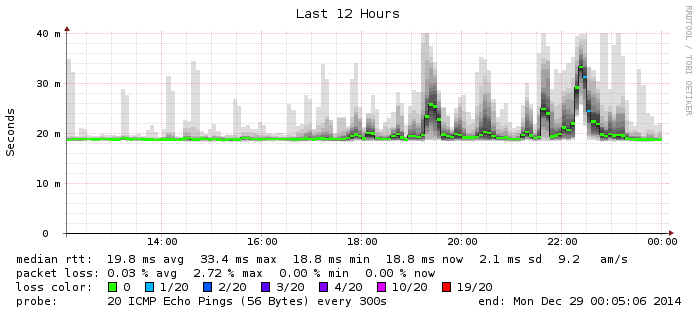 Last 12 Hours
RRDTOOL / TOBI OETIKER
Seconds
40 m
30 m
20 m
10 m
0
14:00 16:00 18:00 20:00 22:00 00:00
median rtt: 19.8 ms avg 33.4 ms max 18.8 ms min 18.8 ms now 2.1 ms sd 9.2 am/s
packet loss: 0.03 % avg 2.72 % max 0.00 % min 0.00 % now
loss color: 0 1/20 2/20 3/20 4/20 10/20 19/20
probe: 20 ICMP Echo Pings (56 Bytes) every 300s end: Mon Dec 29 00:05:06 2014